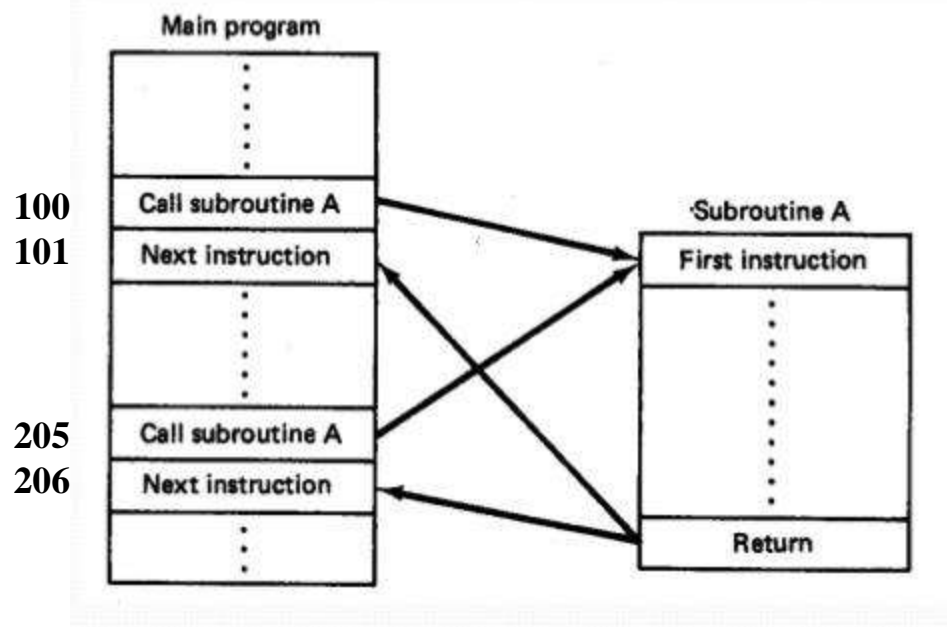 Main program
100
Call subroutine A
101
Next instruction
205
Call subroutine A
206
Next instruction
Subroutine A
First instruction
Return